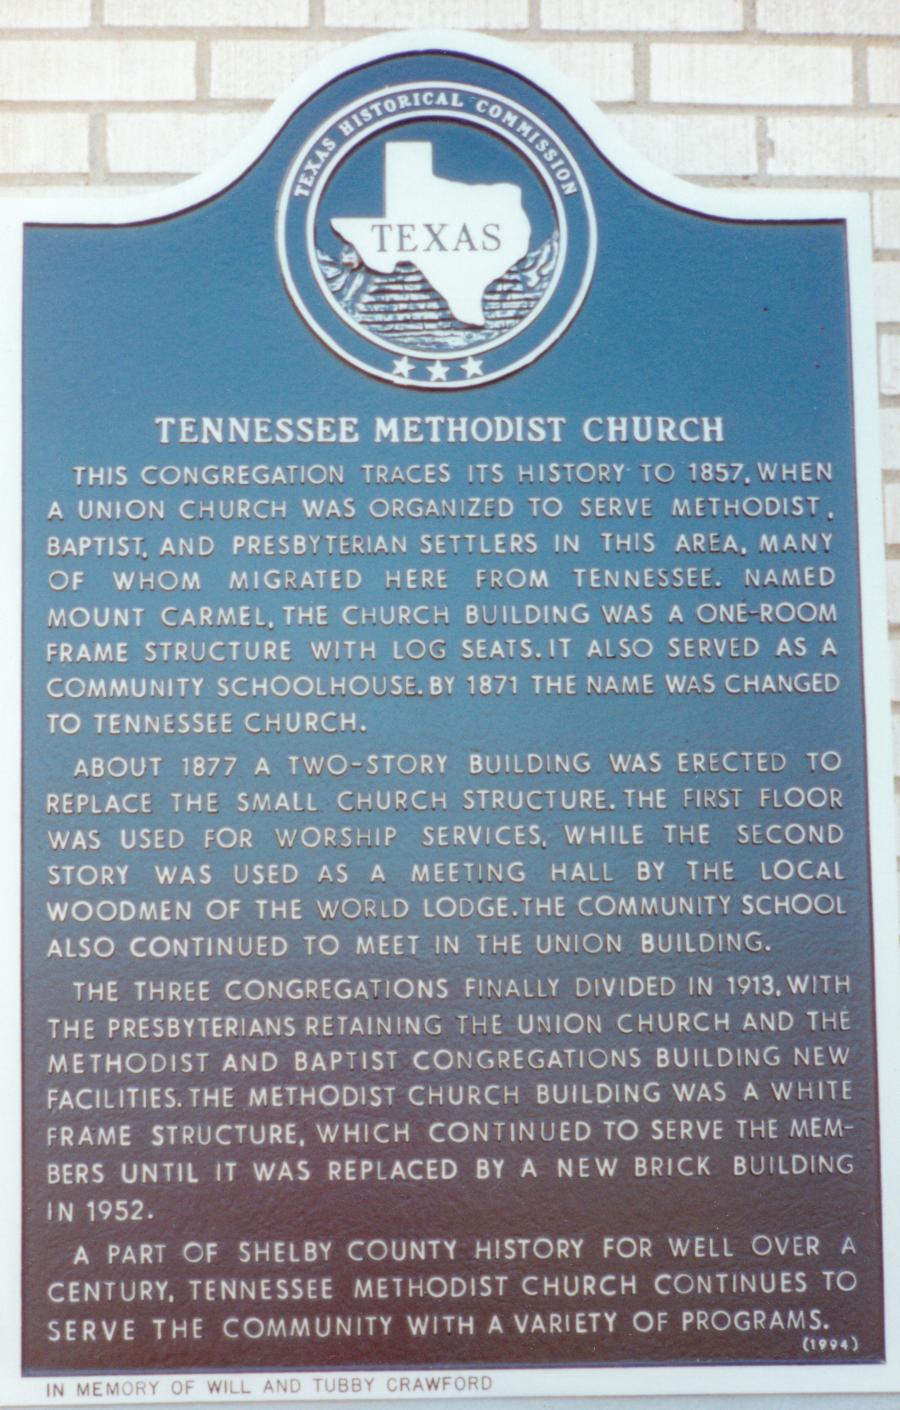 TEXAS HISTORICAL COMMISSION
TEXAS
TENNESSEE METHODIST CHURCH
THIS CONGREGATION TRACES ITS HISTORY TO 1857, WHEN
A UNION CHURCH WAS ORGANIZED TO SERVE METHODIST,
BAPTIST, AND PRESBYTERIAN SETTLERS IN THIS AREA, MANY
OF WHOM MIGRATED HERE FROM TENNESSEE. NAMED
MOUNT CARMEL, THE CHURCH BUILDING WAS A ONE-ROOM
FRAME STRUCTURE WITH LOG SEATS. IT ALSO SERVED AS A
COMMUNITY SCHOOLHOUSE. BY 1871 THE NAME WAS CHANGED
TO TENNESSEE CHURCH.
ABOUT 1877 A TWO-STORY BUILDING WAS ERECTED TO
REPLACE THE SMALL CHURCH STRUCTURE. THE FIRST FLOOR
WAS USED FOR WORSHIP SERVICES, WHILE THE SECOND
STORY WAS USED AS A MEETING HALL BY THE LOCAL
WOODMEN OF THE WORLD LODGE. THE COMMUNITY SCHOOL
ALSO CONTINUED TO MEET IN THE UNION BUILDING.
THE THREE CONGREGATIONS FINALLY DIVIDED IN 1913, WITH
THE PRESBYTERIANS RETAINING THE UNION CHURCH AND THE
METHODIST AND BAPTIST CONGREGATIONS BUILDING NEW
FACILITIES. THE METHODIST CHURCH BUILDING WAS A WHITE
FRAME STRUCTURE, WHICH CONTINUED TO SERVE THE MEM-
BERS UNTIL IT WAS REPLACED BY A NEW BRICK BUILDING
IN 1952.
A PART OF SHELBY COUNTY HISTORY FOR WELL OVER A
CENTURY, TENNESSEE METHODIST CHURCH CONTINUES TO
SERVE THE COMMUNITY WITH A VARIETY OF PROGRAMS.
(1994)
IN MEMORY OF WILL AND TUBBY CRAWFORD